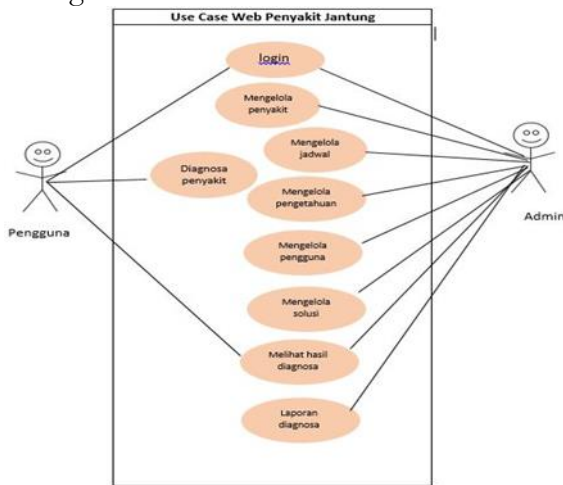 Use Case Web Penyakit Jantung
login
Mengelola
penyakit
Mengelola
jadwal
Diagnosa
penyakit
Mengelola
pengetahuan
Pengguna
Admin
Mengelola
pengguna
Mengelola
solusi
Melihat hasil
diagnosa
Laporan
diagnosa